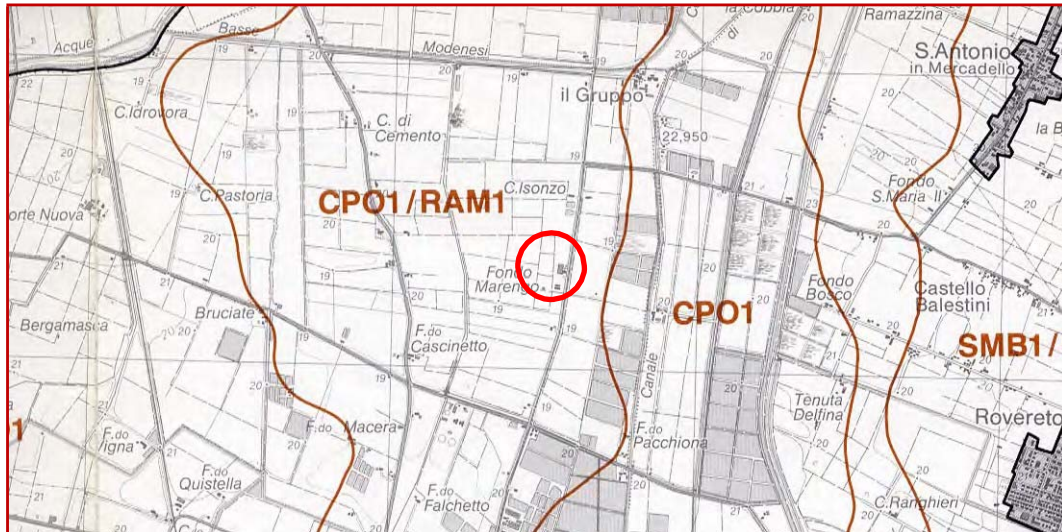 Acque
Basse
Modenesi
la Cobbia
di
Ramazzina
S. Antonio
in Mercadello
il Gruppo
C. Idrovora
C. di
Cemento
22,950
la B
C. Pastoria
CPO1/RAM1
C. Isonzo
Fondo
S. Maria II
orte Nuova
Fondo
Marengo
CPO1
Fondo
Bosco
Castello
Balestini
Bergamasca
Bruciate
F.do
Cascinetto
Canale
SMB1/
Tenuta
Delfina
Rovereto
1
F.do
Vigna
F.do Macera
F.do
Pacchiona
F.do
Quistella
F.do
Falchetto
C. Ranghieri